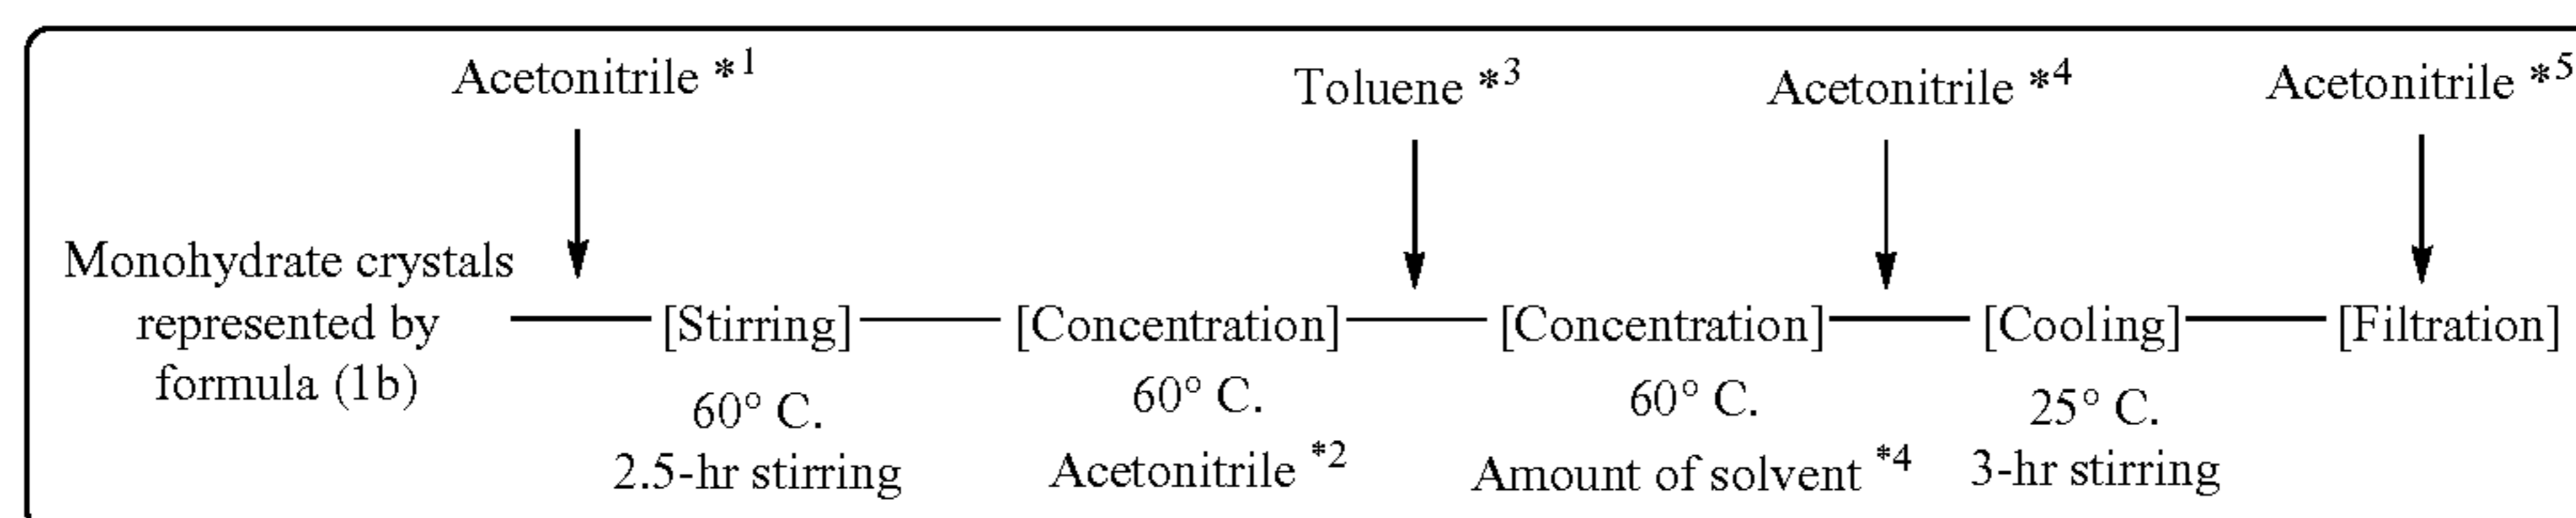 Acetonitrile *1
Toluene *3
Acetonitrile *4
Acetonitrile *5
Monohydrate crystals
represented by
formula (1b)
[Stirring]
60° C.
2.5-hr stirring
[Concentration]
60° C.
Acetonitrile *2
[Concentration]
60° C.
Amount of solvent *4
[Cooling]
25° C.
3-hr stirring
[Filtration]